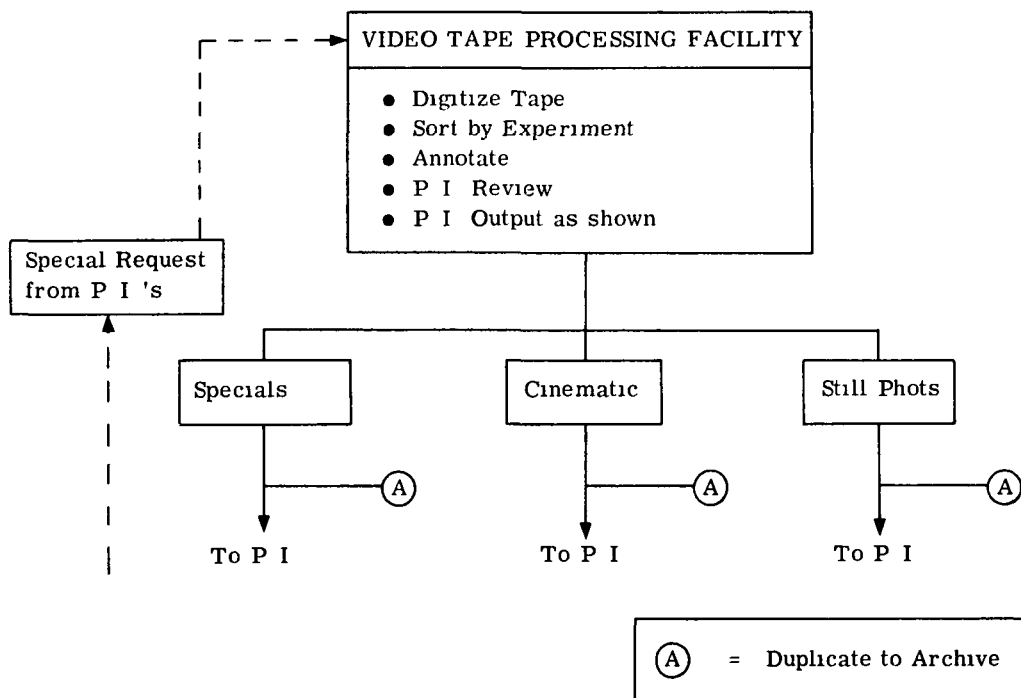 VIDEO TAPE PROCESSING FACILITY
● Digitize Tape
● Sort by Experiment
● Annotate
● P I Review
● P I Output as shown
Special Request
from P I 's
Specials
Cinematic
Still Phots
A
A
A
To P I
To P I
To P I
A = Duplicate to Archive